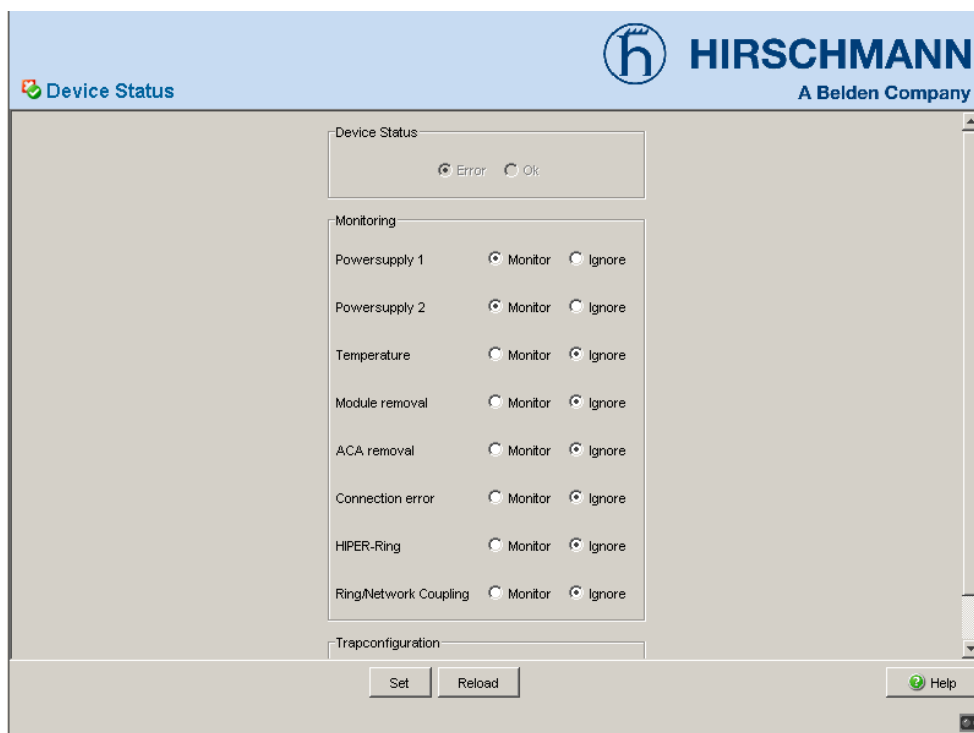 HIRSCHMANN
A Belden Company
Device Status
Device Status
Error Ok
Monitoring
Powersupply 1 Monitor Ignore
Powersupply 2 Monitor Ignore
Temperature Monitor Ignore
Module removal Monitor Ignore
ACA removal Monitor Ignore
Connection error Monitor Ignore
HIPER-Ring Monitor Ignore
Ring/Network Coupling Monitor Ignore
Trapconfiguration
Set Reload Help